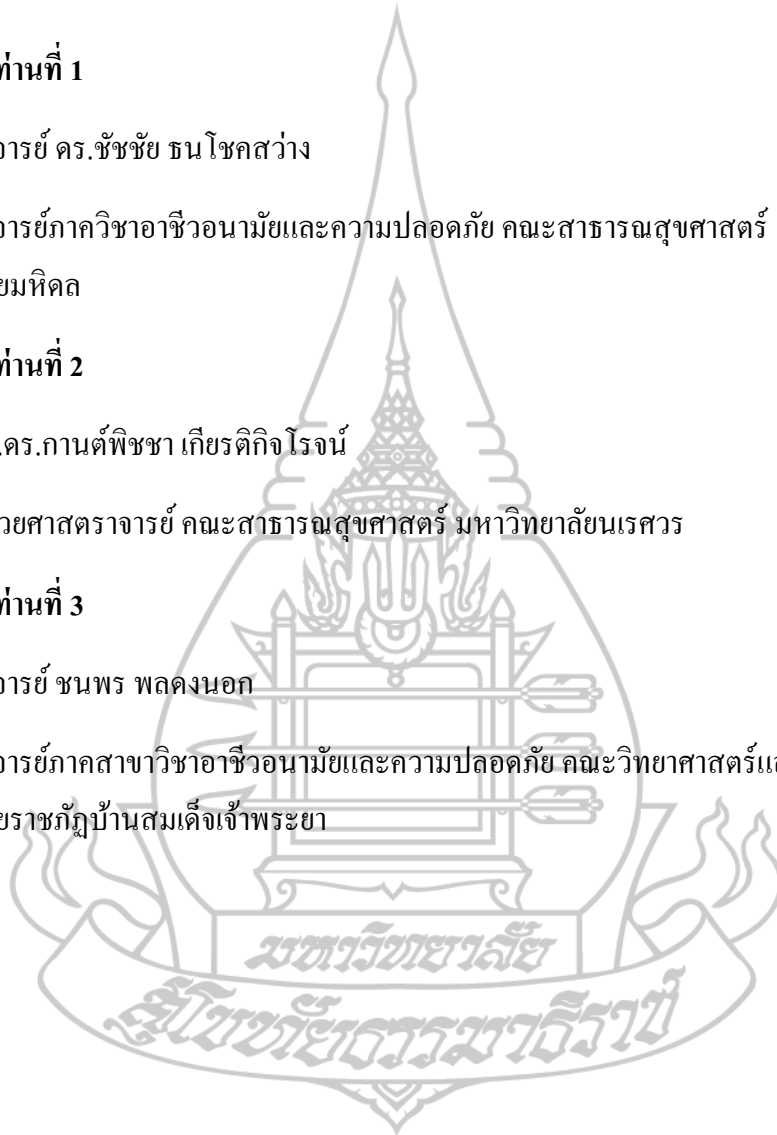 ท่านที่ 1
ารย์ ดร.ชัชชัย ธนโชคสว่าง
ารย์ภาควิชาอาชีวอนามัยและความปลอดภัย คณะสาธารณสุขศาสตร์
ยมหิดล
ท่านที่ 2
.ดร.กานต์พิชชา เกียรติกิจโรจน์
วยศาสตราจารย์ คณะสาธารณสุขศาสตร์ มหาวิทยาลัยนเรศวร
ท่านที่ 3
ารย์ ชนพร พลดงนอก
ารย์ภาคสาขาวิชาอาชีวอนามัยและความปลอดภัย คณะวิทยาศาสตร์แล
ยราชภัฏบ้านสมเด็จเจ้าพระยา
มหาวิทยาลัย
สุโขทัยธรรมาธิราช